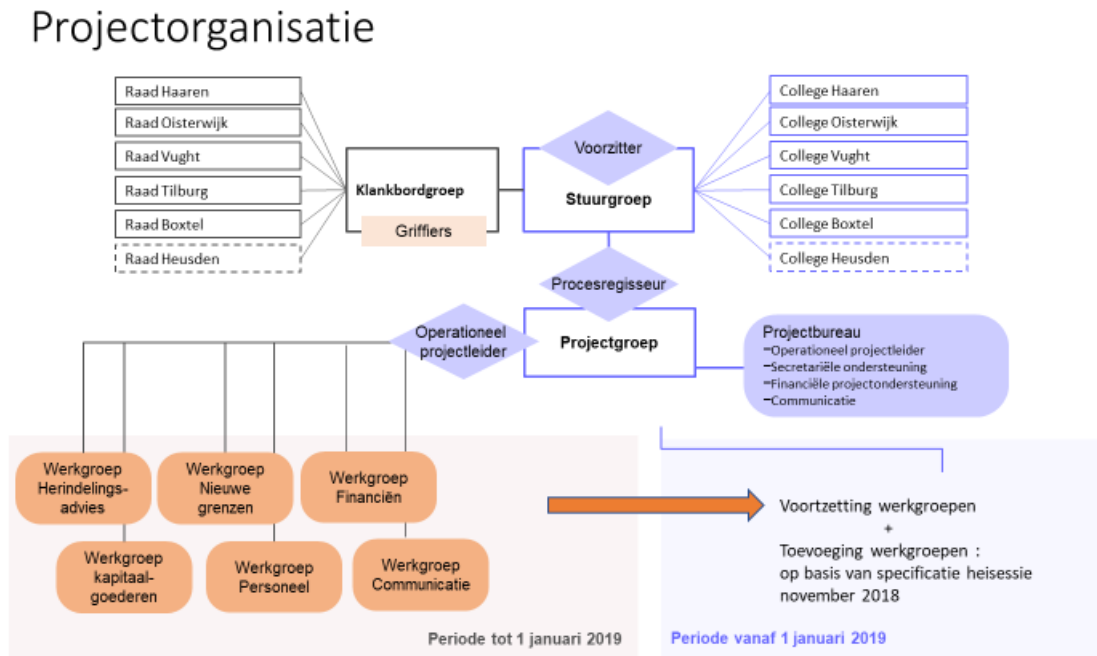 Projectorganisatie
Raad Haaren
Raad Oisterwijk
Raad Vught
Raad Tilburg
Raad Boxtel
Raad Heusden
Klankbordgroep
Griffiers
Voorzitter
Stuurgroep
College Haaren
College Oisterwijk
College Vught
College Tilburg
College Boxtel
College Heusden
Procesregisseur
Operationeel
projectleider
Projectgroep
Projectbureau
–Operationeel projectleider
–Secretariële ondersteuning
–Financiële projectondersteuning
–Communicatie
Werkgroep
Herindelings-
advies
Werkgroep
Nieuwe
grenzen
Werkgroep
Financiën
Werkgroep
kapitaal-
goederen
Werkgroep
Personeel
Werkgroep
Communicatie
Periode tot 1 januari 2019
Voortzetting werkgroepen
+
Toevoeging werkgroepen :
op basis van specificatie heisessie
november 2018
Periode vanaf 1 januari 2019